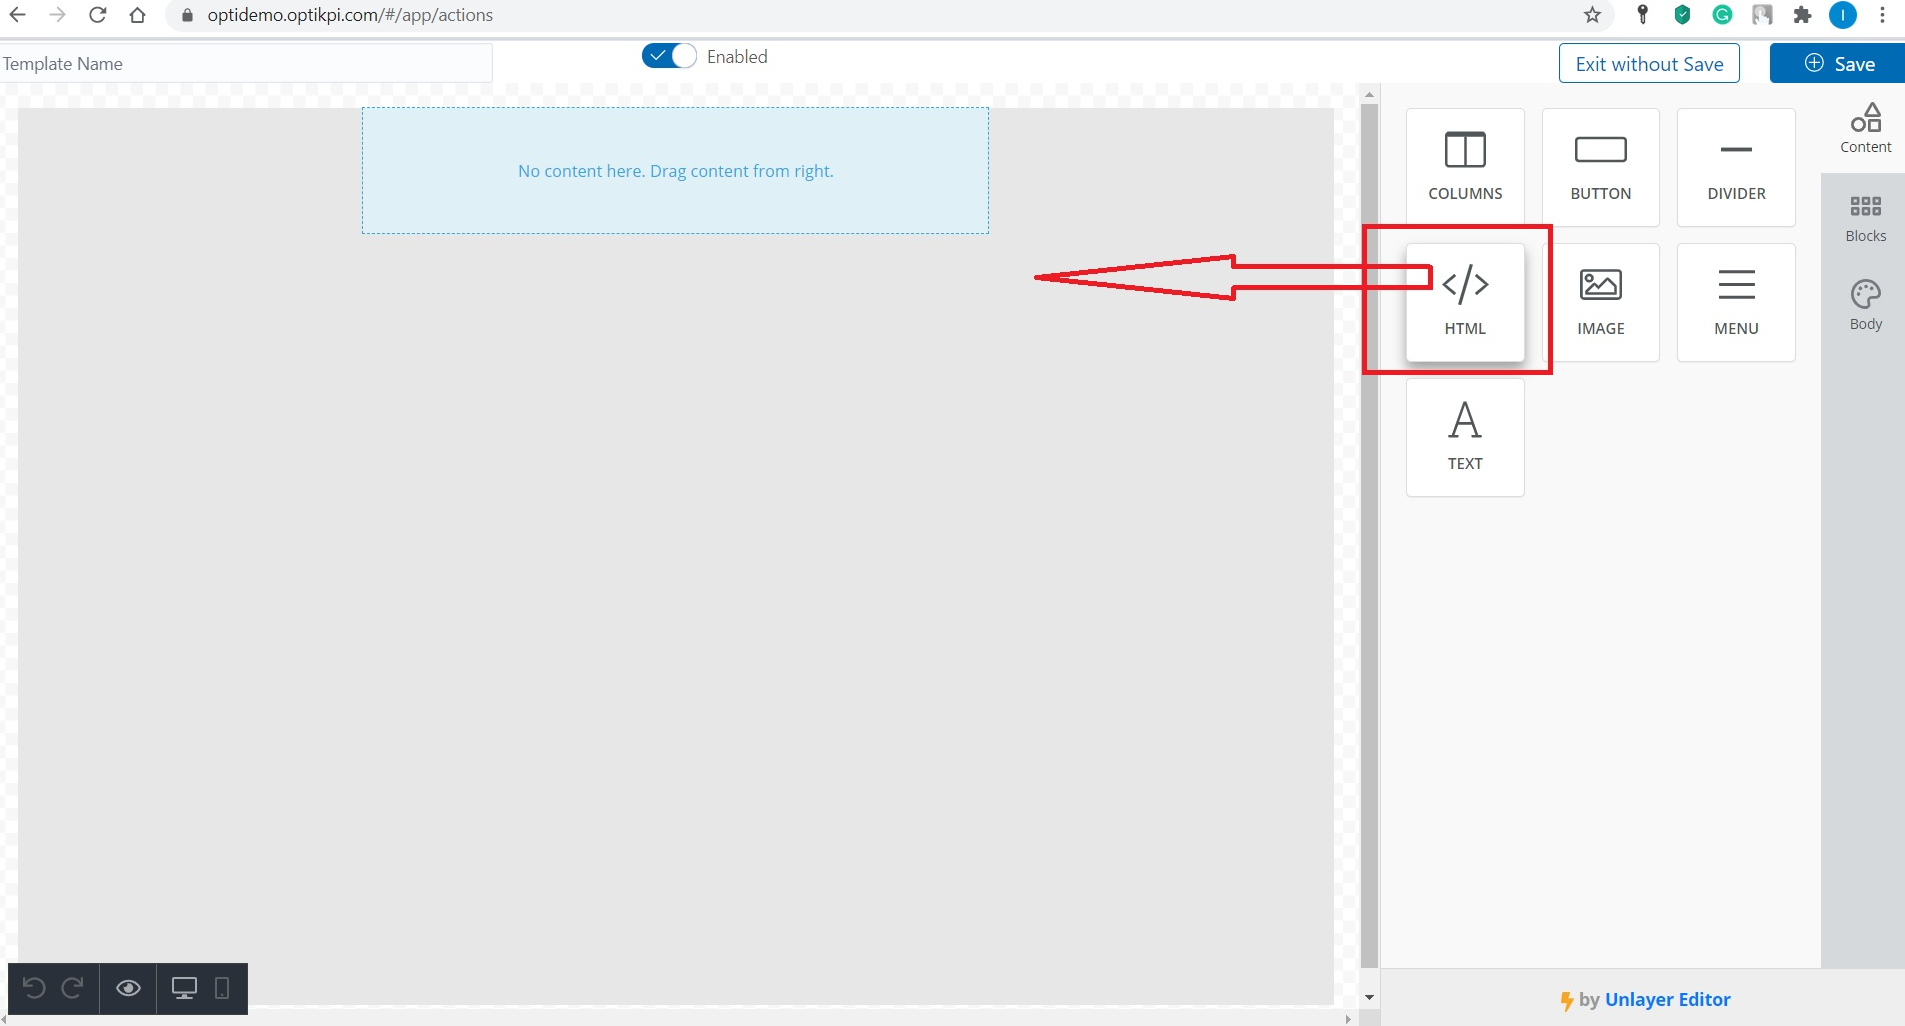 optidemo.optikpi.com/#/app/actions
I
Template Name
Enabled
Exit without Save
Save
No content here. Drag content from right.
COLUMNS
BUTTON
DIVIDER
Content
HTML
IMAGE
MENU
Blocks
TEXT
Body
by Unlayer Editor